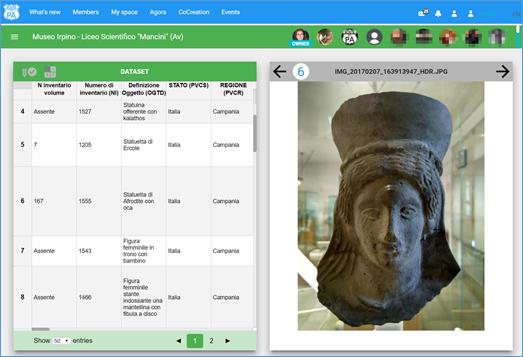 PA
What's new
Members
My space
Agora
CoCreation
Events
Museo Irpino - Liceo Scientifico "Mancini" (Av)
OWNER
PA
DATASET
N inventario volume
Numero di inventario (NI)
Definizione Oggetto (OGTD)
STATO (PVCS)
REGIONE (PVCR)
4 Assente 1527 Statuina offerente con kalathos Italia Campania
5 7 1205 Statuetta di Ercole Italia Campania
6 167 1555 Statuetta di Afrodite con oca Italia Campania
7 Assente 1543 Figura femminile in trono con bambino Italia Campania
8 Assente 1466 Figura femminile stante indossante una mantellina con fibula a disco Italia Campania
Show 50 entries
1 2
6
IMG_20170207_163913947_HDR.JPG